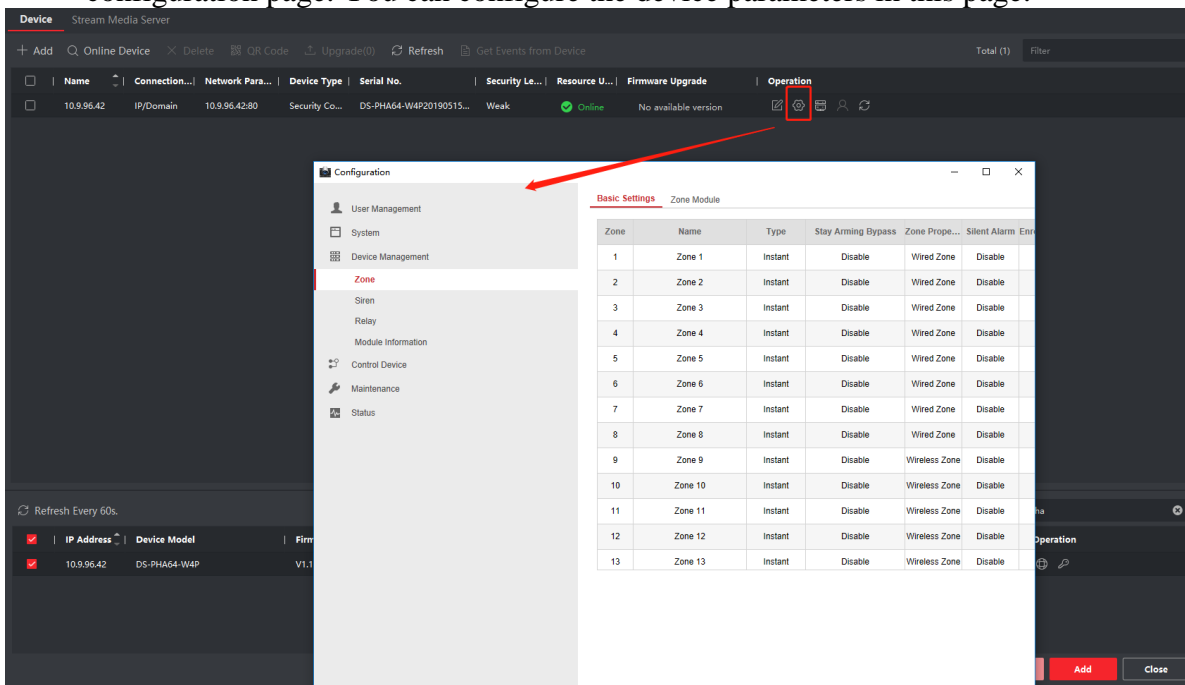 configuration page. You can configure the device parameters in this page.
Device Stream Media Server
Add Online Device Delete QR Code Upgrade(0) Refresh Get Events from Device Total (1) Filter
Name Connection... Network Para... Device Type Serial No. Security Le... Resource U... Firmware Upgrade Operation
10.9.96.42 IP/Domain 10.9.96.42:80 Security Co... DS-PHA64-W4P20190515... Weak Online No available version
Configuration
User Management
System
Device Management
Zone
Siren
Relay
Module Information
Control Device
Maintenance
Status
Basic Settings Zone Module
Zone Name Type Stay Arming Bypass Zone Prope... Silent Alarm Enr
1 Zone 1 Instant Disable Wired Zone Disable
2 Zone 2 Instant Disable Wired Zone Disable
3 Zone 3 Instant Disable Wired Zone Disable
4 Zone 4 Instant Disable Wired Zone Disable
5 Zone 5 Instant Disable Wired Zone Disable
6 Zone 6 Instant Disable Wired Zone Disable
7 Zone 7 Instant Disable Wired Zone Disable
8 Zone 8 Instant Disable Wired Zone Disable
9 Zone 9 Instant Disable Wireless Zone Disable
10 Zone 10 Instant Disable Wireless Zone Disable
11 Zone 11 Instant Disable Wireless Zone Disable
12 Zone 12 Instant Disable Wireless Zone Disable
13 Zone 13 Instant Disable Wireless Zone Disable
Refresh Every 60s. ha
IP Address Device Model Firm Operation
10.9.96.42 DS-PHA64-W4P V1.1
Add Close